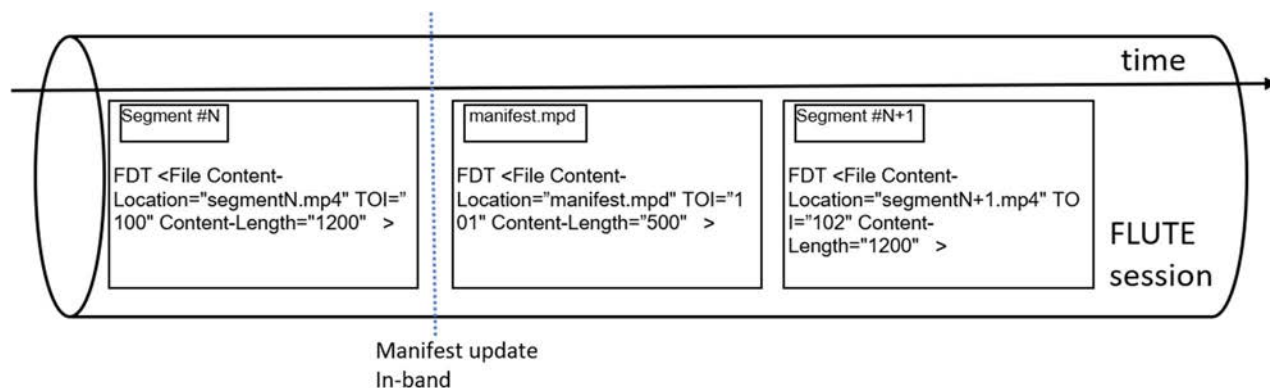 time
Segment #N
FDT <File Content-
Location="segmentN.mp4" TOI=”
100" Content-Length="1200"   >
manifest.mpd
FDT <File Content-
Location="manifest.mpd" TOI=”1
01" Content-Length=”500"   >
Segment #N+1
FDT <File Content-
Location="segmentN+1.mp4" TO
I=”102" Content-
Length="1200"   >
FLUTE
session
Manifest update
In-band